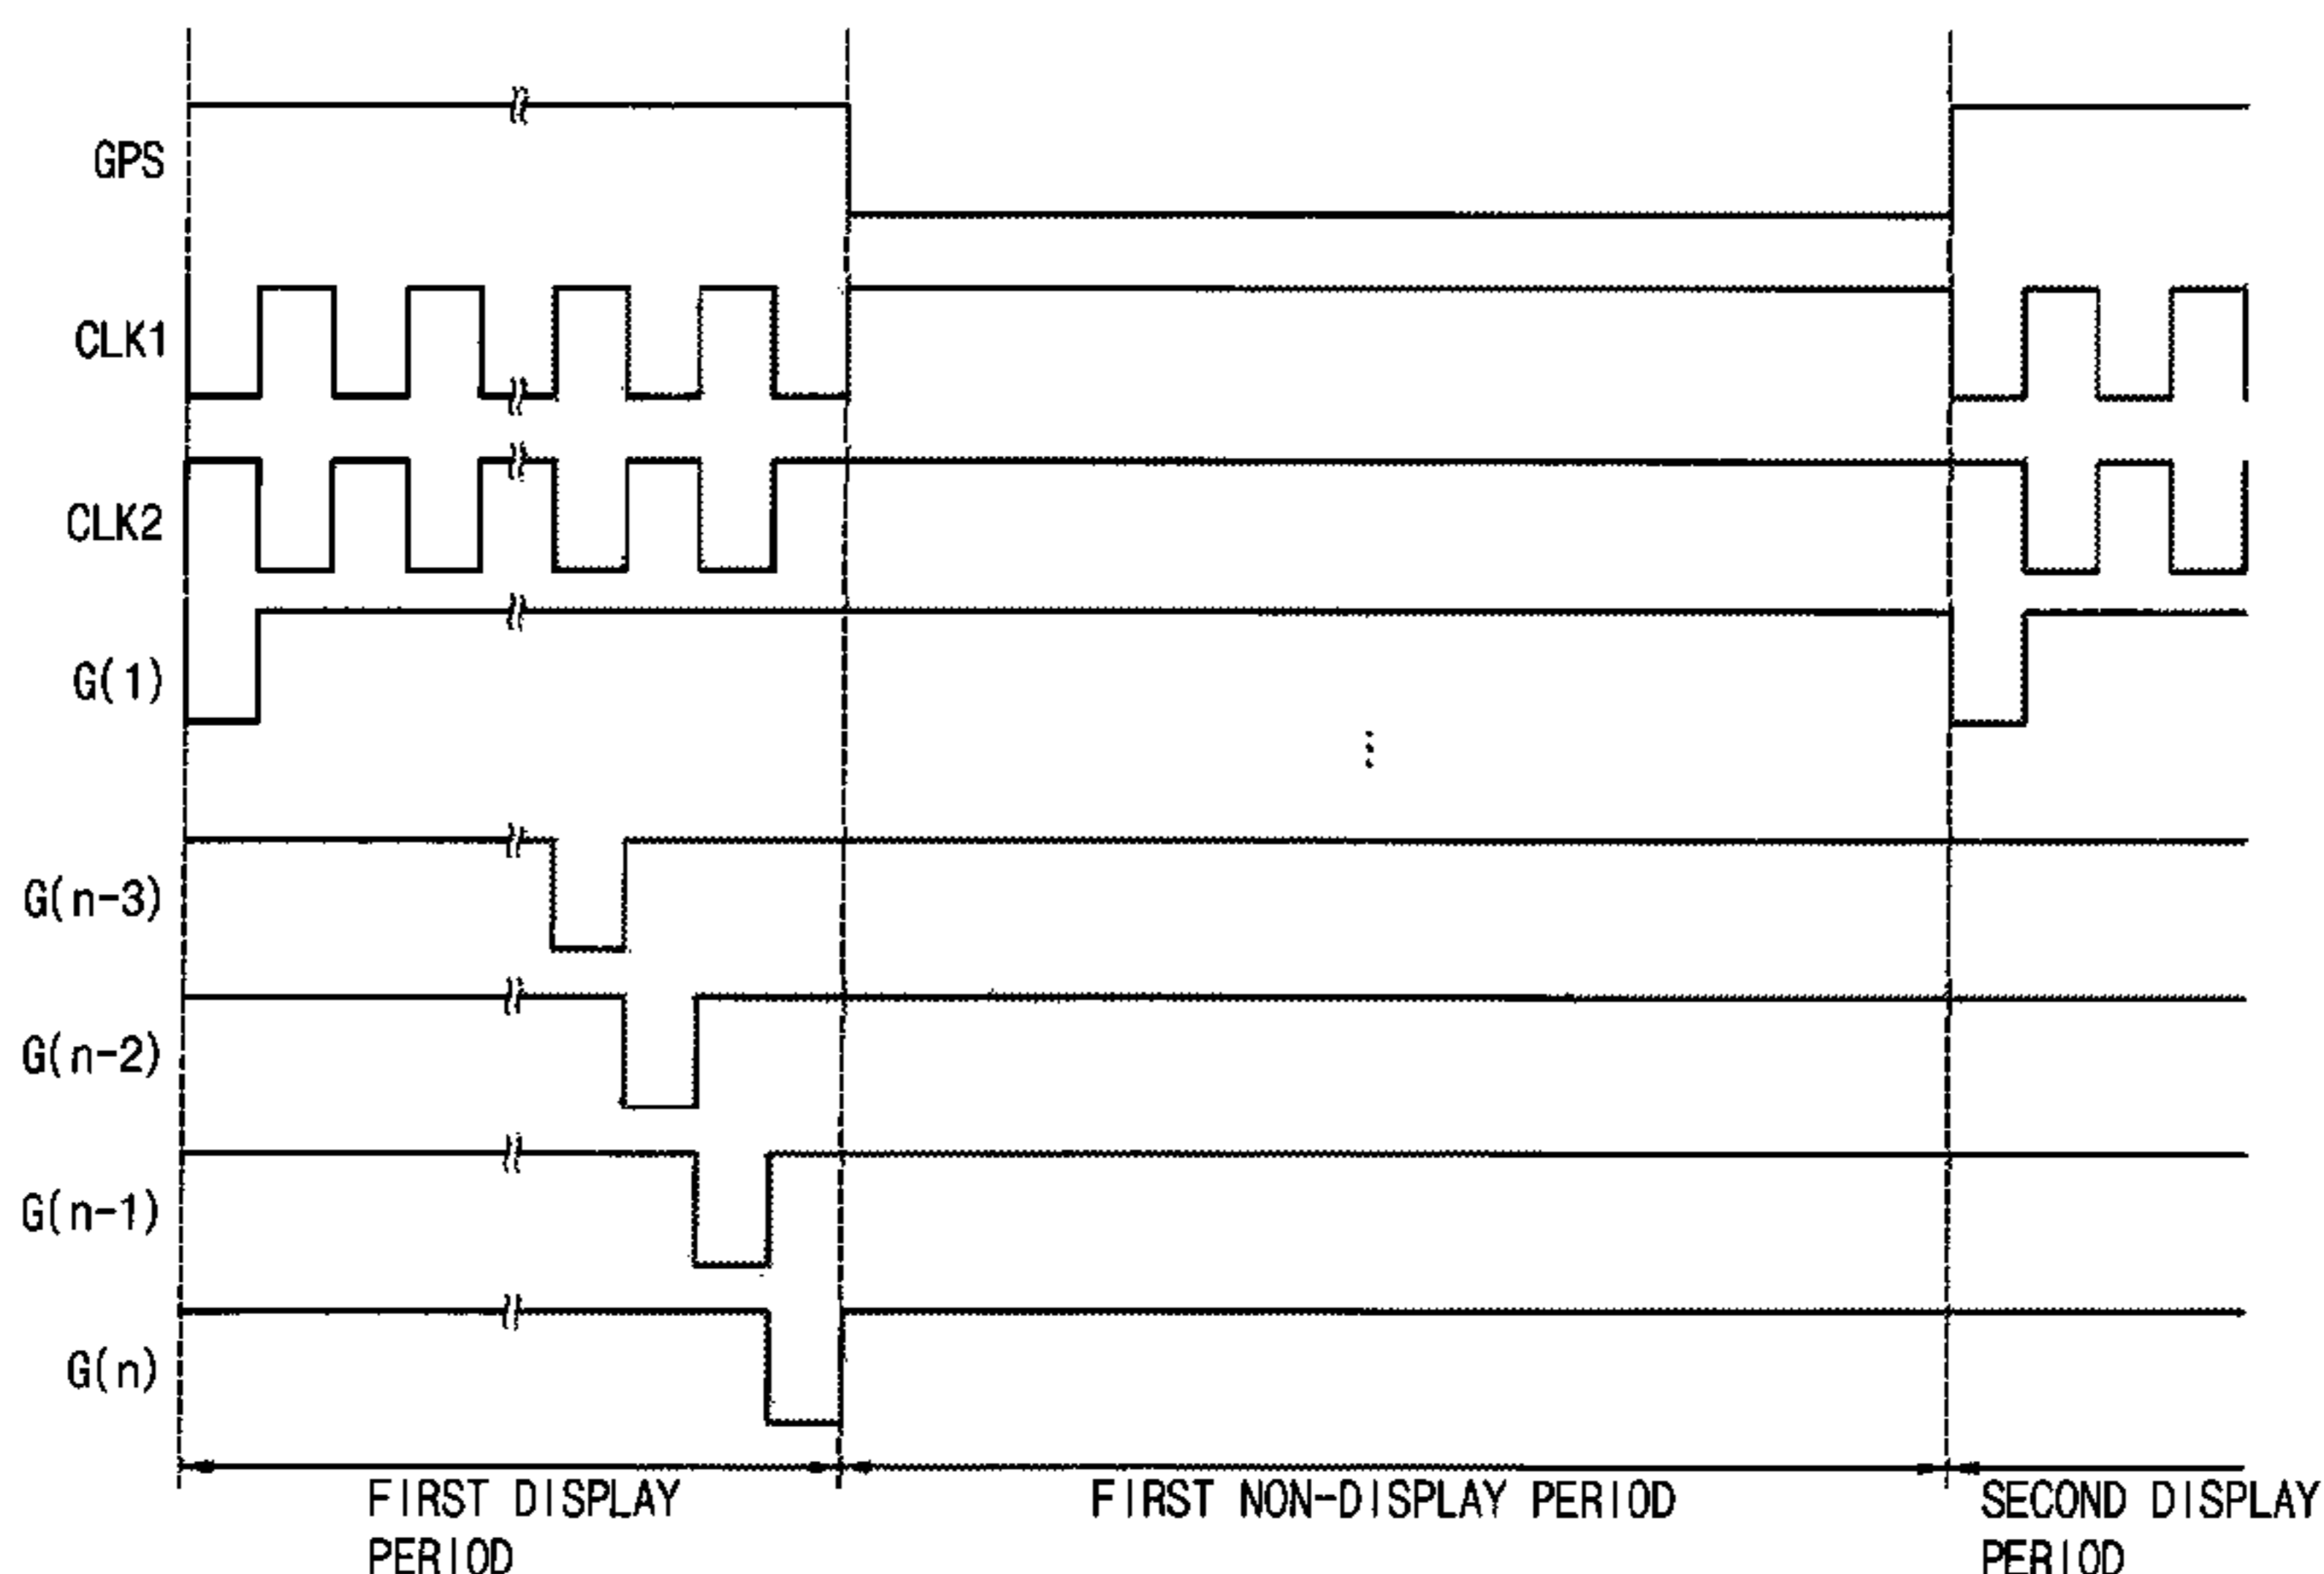 GPS
CLK1
CLK2
G(1)
G(n-3)
G(n-2)
G(n-1)
G(n)
FIRST DISPLAY
PERIOD
FIRST NON-DISPLAY PERIOD
SECOND DISPLAY
PERIOD